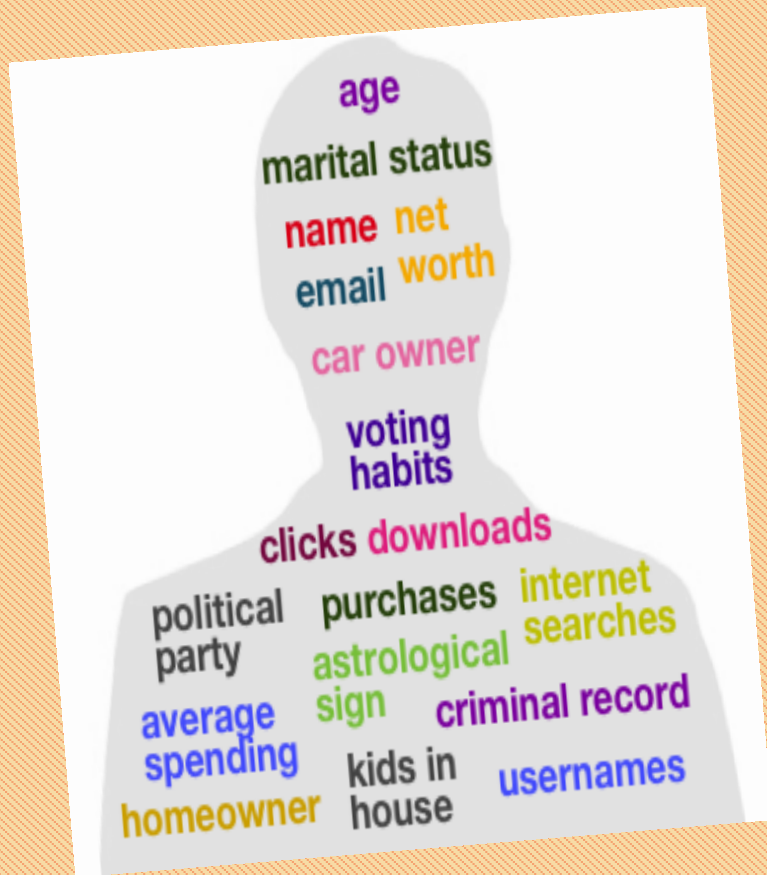 age
marital status
name net
email worth
car owner
voting
habits
clicks downloads
political purchases internet
party astrological searches
average sign criminal record
spending kids in usernames
homeowner house